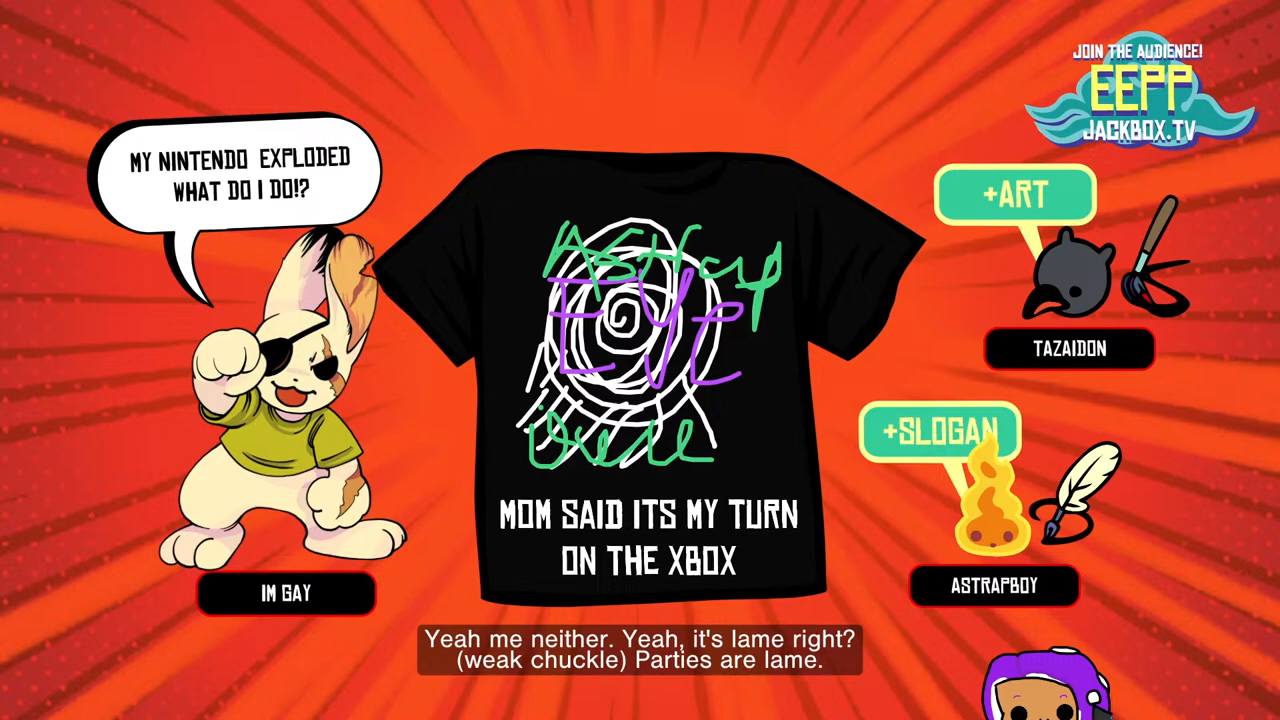 JOIN THE AUDIENCE!
EEPP
JACKBOX.TV
MY NINTENDO EXPLODED
WHAT DO I DO!?
+ART
TAZAIDON
EYE
MOM SAID ITS MY TURN
ON THE XBOX
+SLOGAN
ASTRAPBOY
IM GAY
Yeah me neither. Yeah, it's lame right?
(weak chuckle) Parties are lame.